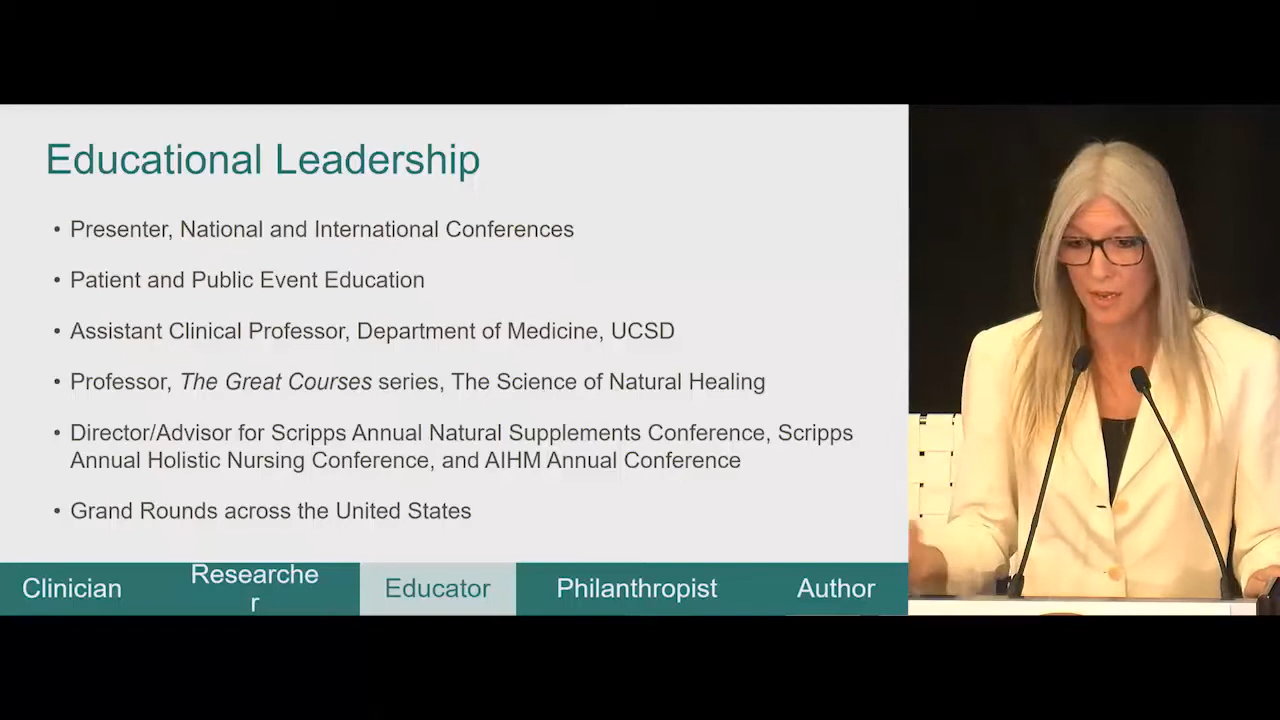 Educational Leadership
• Presenter, National and International Conferences
• Patient and Public Event Education
• Assistant Clinical Professor, Department of Medicine, UCSD
• Professor, The Great Courses series, The Science of Natural Healing
• Director/Advisor for Scripps Annual Natural Supplements Conference, Scripps
Annual Holistic Nursing Conference, and AIHM Annual Conference
• Grand Rounds across the United States
Clinician
Researche
r
Educator
Philanthropist
Author